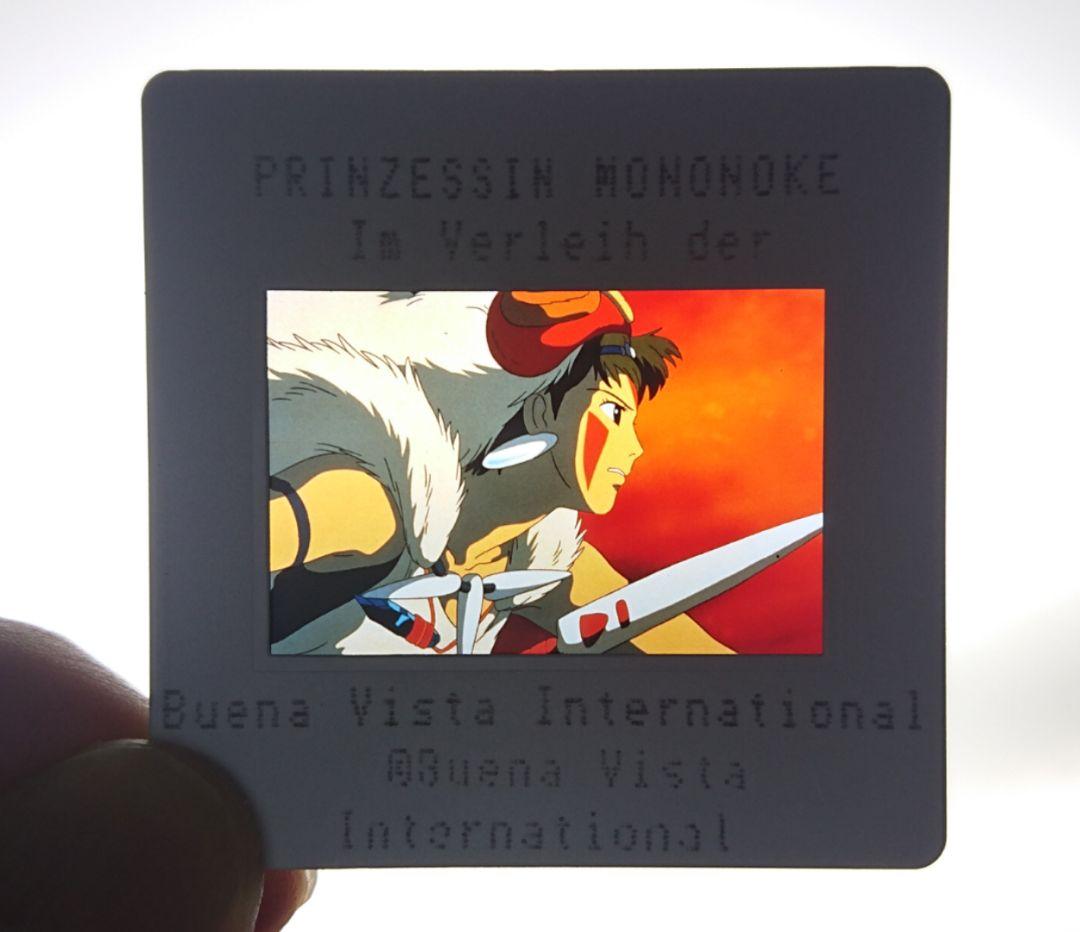 PRINZESSIN MONONOKE
Im Verleih der
Buena Vista International
@Buena Vista
International